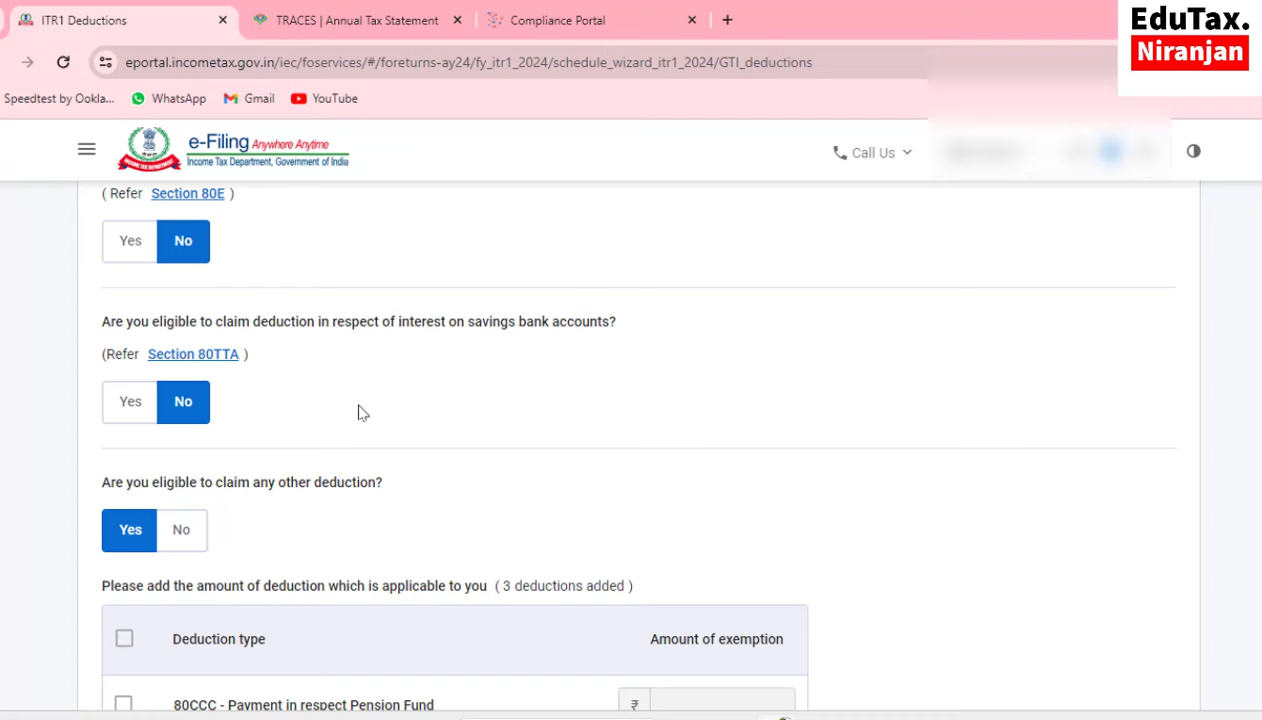 ITR1 Deductions
TRACES | Annual Tax Statement
Compliance Portal
EduTax.
Niranjan
eportal.incometax.gov.in/iec/foservices/#/foreturns-ay24/fy_itr1_2024/schedule_wizard_itr1_2024/GTI_deductions
Speedtest by Ookla...
WhatsApp
Gmail
YouTube
e-Filing Anywhere Anytime
Income Tax Department, Government of India
Call Us
( Refer Section 80E )
Yes No
Are you eligible to claim deduction in respect of interest on savings bank accounts?
(Refer Section 80TTA )
Yes No
Are you eligible to claim any other deduction?
Yes No
Please add the amount of deduction which is applicable to you ( 3 deductions added )
Deduction type Amount of exemption
80CCC - Payment in respect Pension Fund ₹